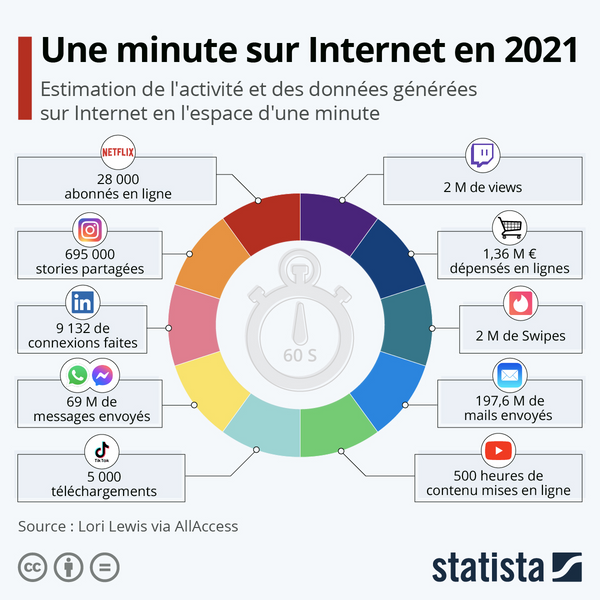 Une minute sur Internet en 2021
Estimation de l'activité et des données générées
sur Internet en l'espace d'une minute
NETFLIX
28 000
abonnés en ligne
2 M de views
695 000
stories partagées
1,36 M €
dépensés en lignes
in
9 132 de
connexions faites
2 M de Swipes
60 S
69 M de
messages envoyés
197,6 M de
mails envoyés
Tik Tok
5 000
téléchargements
500 heures de
contenu mises en ligne
Source : Lori Lewis via AllAccess
cc
statista